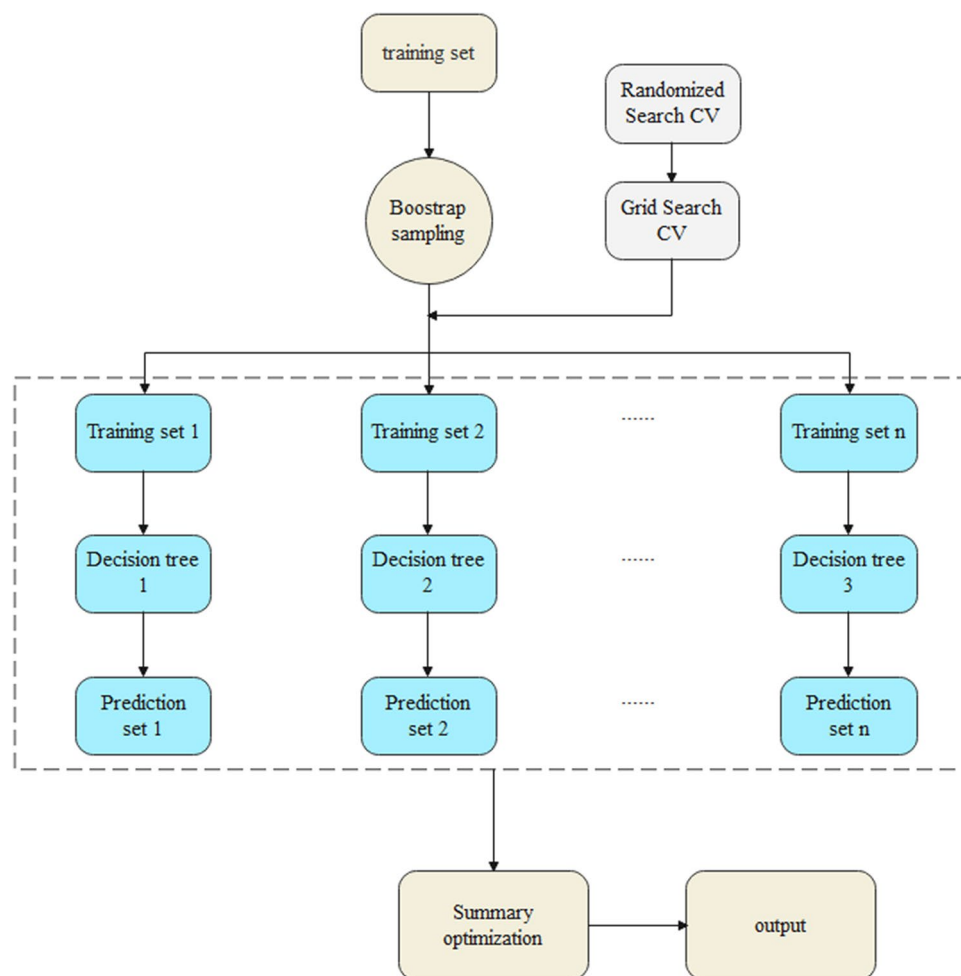 training set
Randomized
Search CV
Boostrap
sampling
Grid Search
CV
Training set 1
Training set 2
......
Training set n
Decision tree
1
Decision tree
2
......
Decision tree
3
Prediction
set 1
Prediction
set 2
......
Prediction
set n
Summary
optimization
output